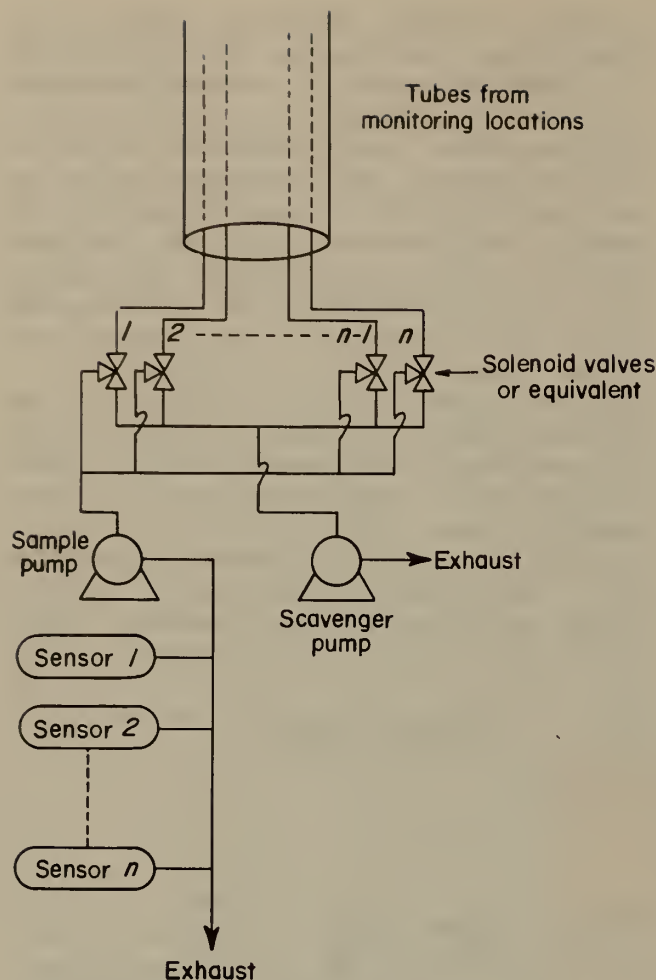 Tubes from
monitoring locations
1
2
n-1
n
Solenoid valves
or equivalent
Sample
pump
Exhaust
Scavenger
pump
Sensor 1
Sensor 2
Sensor n
Exhaust